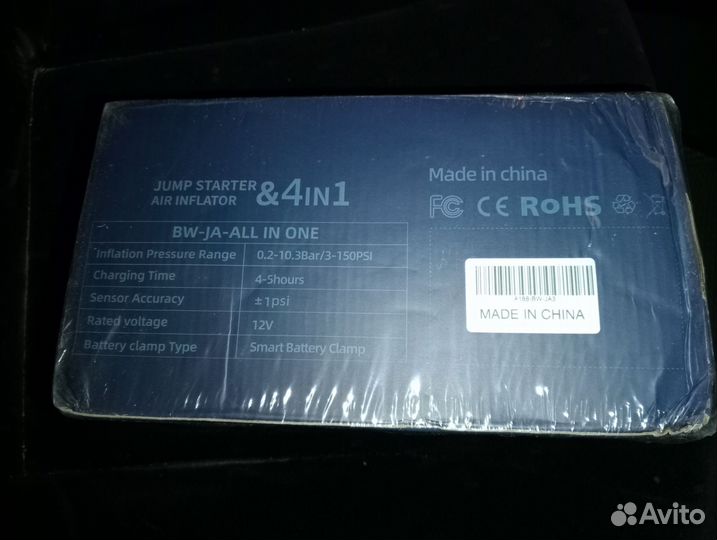 JUMP STARTER
AIR INFLATOR
&4IN1
BW-JA-ALL IN ONE
Inflation Pressure Range 0.2-10.3Bar/3-150PSI
Charging Time 4-5hours
Sensor Accuracy ±1psi
Rated voltage 12V
Battery clamp Type Smart Battery Clamp
Made in china
FC CE RoHS
MADE IN CHINA
Avito